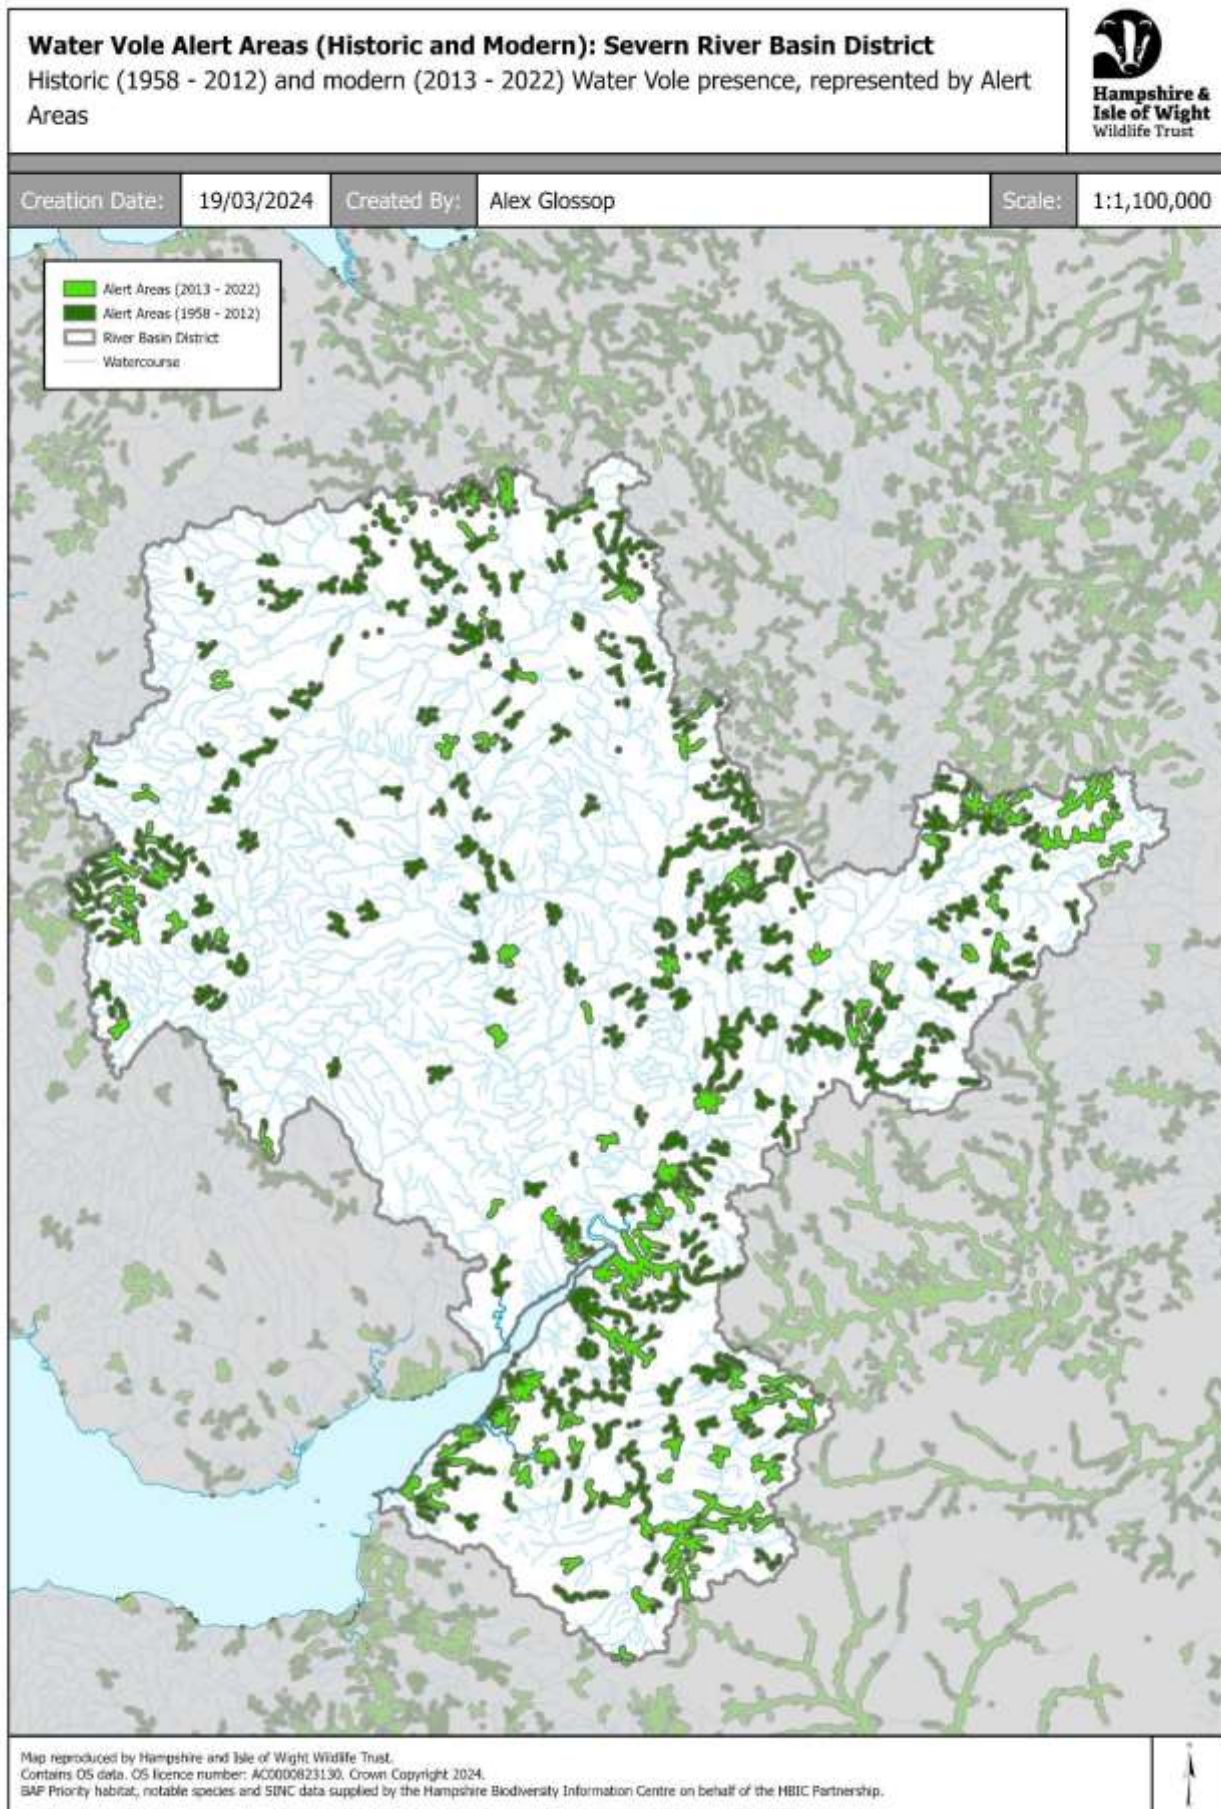 Water Vole Alert Areas (Historic and Modern): Severn River Basin District
Historic (1958 - 2012) and modern (2013 - 2022) Water Vole presence, represented by Alert
Areas
Hampshire &
Isle of Wight
Wildlife Trust
Creation Date: 19/03/2024 Created By: Alex Glossop Scale: 1:1,100,000
Alert Areas (2013 - 2022)
Alert Areas (1958 - 2012)
River Basin District
Watercourse
Map reproduced by Hampshire and Isle of Wight Wildlife Trust.
Contains OS data. OS licence number: AC0000823130. Crown Copyright 2024.
BAP Priority habitat, notable species and SINC data supplied by the Hampshire Biodiversity Information Centre on behalf of the HBIC Partnership.